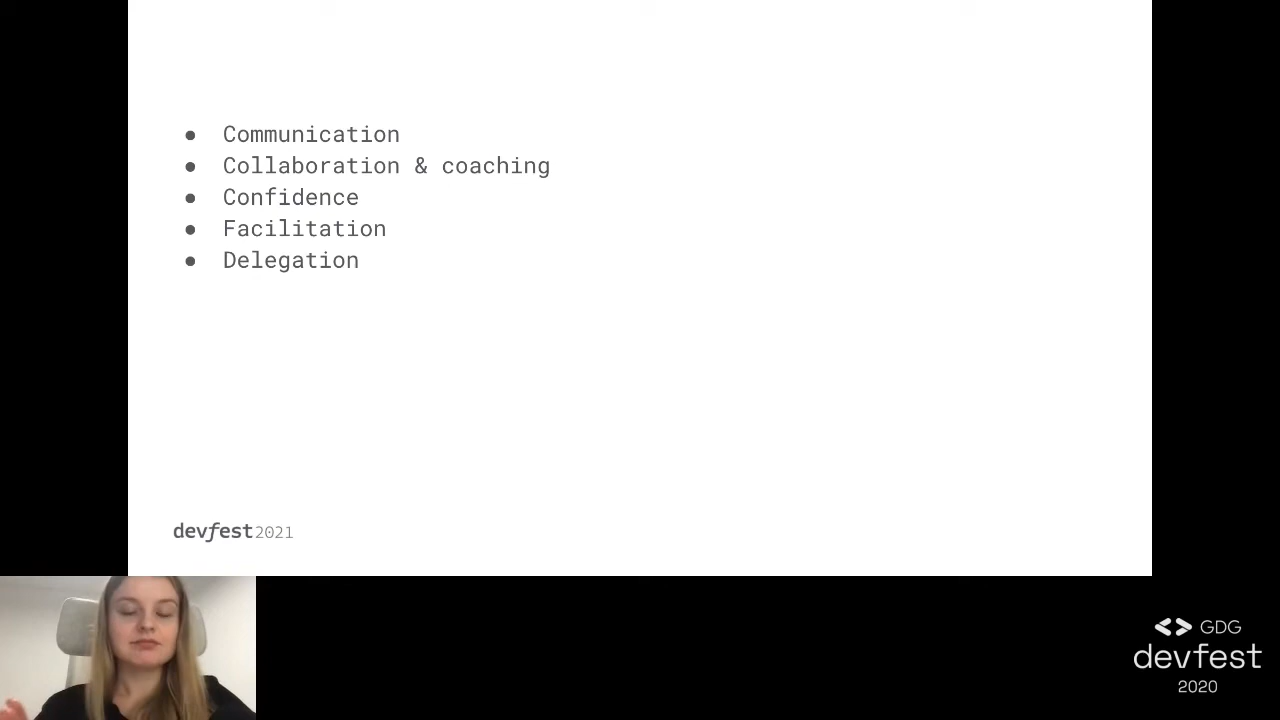 ● Communication
● Collaboration & coaching
● Confidence
● Facilitation
● Delegation
devfest2021
GDG
devfest
2020